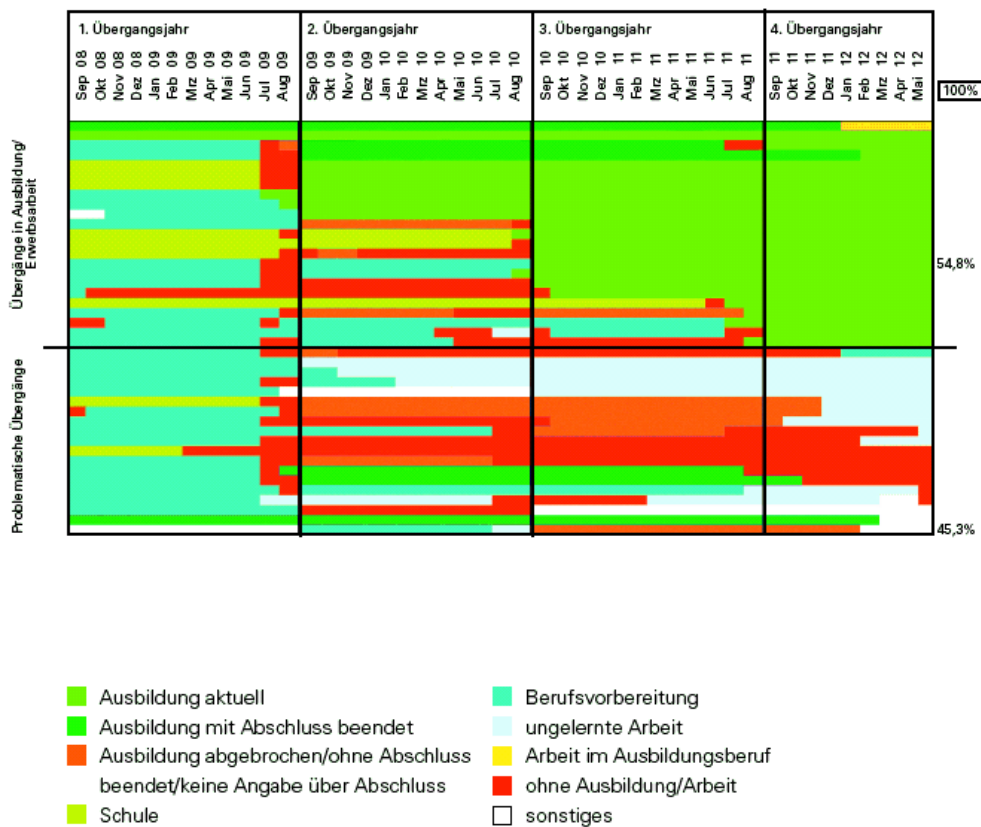 1. Übergangsjahr
2. Übergangsjahr
3. Übergangsjahr
4. Übergangsjahr
Sep 08
Okt 08
Nov 08
Dez 08
Jan 09
Feb 09
Mrz 09
Apr 09
Mai 09
Jun 09
Jul 09
Aug 09
Sep 09
Okt 09
Nov 09
Dez 09
Jan 10
Feb 10
Mrz 10
Apr 10
Mai 10
Jun 10
Jul 10
Aug 10
Sep 10
Okt 10
Nov 10
Dez 10
Jan 11
Feb 11
Mrz 11
Apr 11
Mai 11
Jun 11
Jul 11
Aug 11
Sep 11
Okt 11
Nov 11
Dez 11
Jan 12
Feb 12
Mrz 12
Apr 12
Mai 12
100%
Übergänge in Ausbildung/
Erwerbsarbeit
54,8%
Problematische Übergänge
45,3%
Ausbildung aktuell
Ausbildung mit Abschluss beendet
Ausbildung abgebrochen/ohne Abschluss
beendet/keine Angabe über Abschluss
Schule
Berufsvorbereitung
ungelernte Arbeit
Arbeit im Ausbildungsberuf
ohne Ausbildung/Arbeit
sonstiges